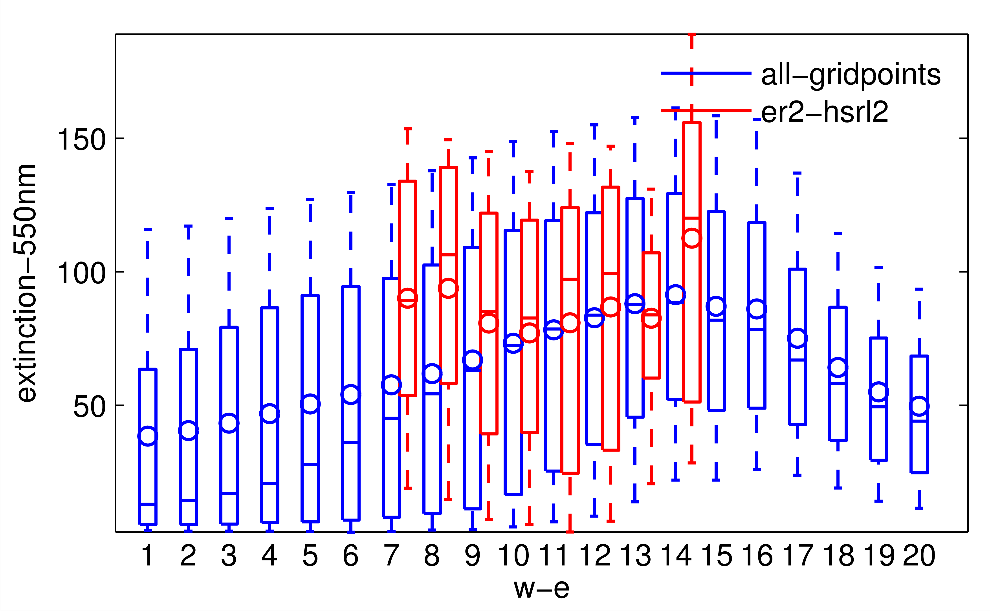 all−gridpoints
er2−hsrl2
150
100
50
extinction−550nm
1 2 3 4 5 6 7 8 9 10 11 12 13 14 15 16 17 18 19 20
w−e